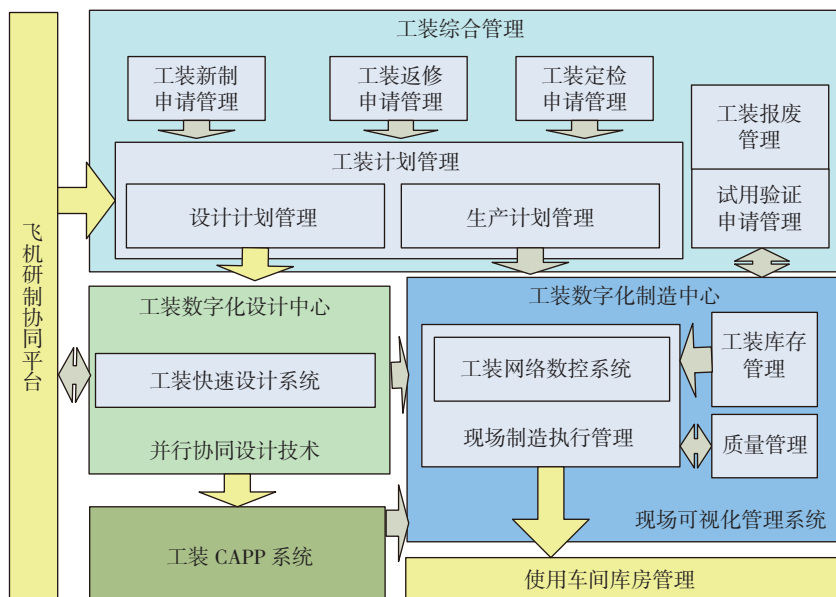 飞机研制协同平台
工装综合管理
工装新制
申请管理
工装返修
申请管理
工装定检
申请管理
工装报废
管理
试用验证
申请管理
工装计划管理
设计计划管理
生产计划管理
工装数字化设计中心
工装快速设计系统
并行协同设计技术
工装数字化制造中心
工装网络数控系统
现场制造执行管理
工装库存
管理
质量管理
现场可视化管理系统
工装 CAPP 系统
使用车间库房管理